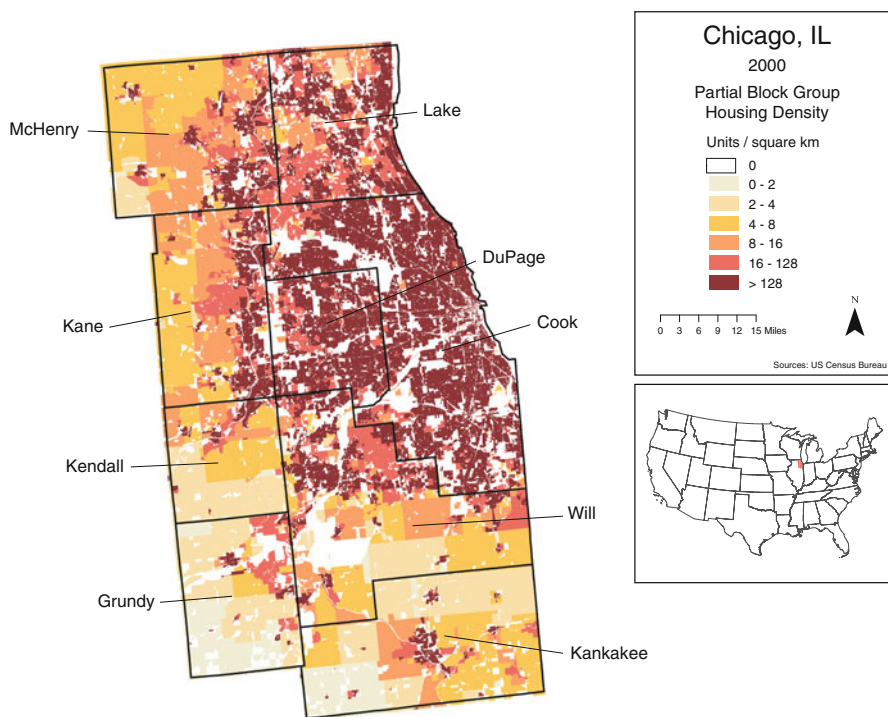 Chicago, IL
2000
Partial Block Group
Housing Density
Units / square km
0
0 - 2
2 - 4
4 - 8
8 - 16
16 - 128
> 128
N
0 3 6 9 12 15 Miles
Sources: US Census Bureau
McHenry
Lake
DuPage
Kane
Cook
Kendall
Will
Grundy
Kankakee